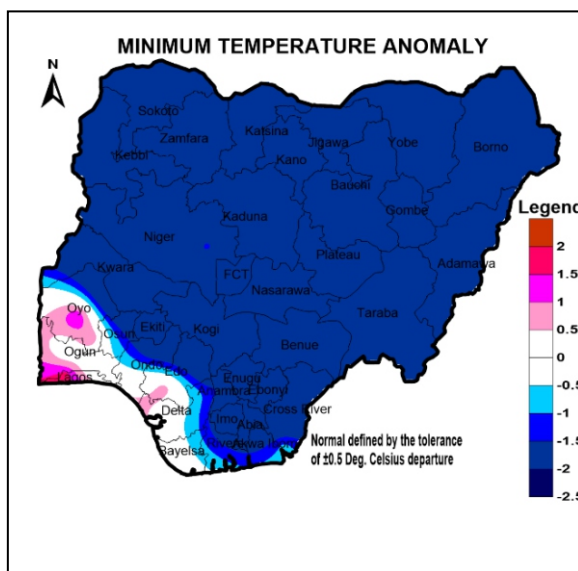 MINIMUM TEMPERATURE ANOMALY
N
Sokoto
Zamfara
Katsina
Jigawa
Yobe
Borno
Kebbi
Kano
Bauchi
Gombe
Kaduna
Niger
Plateau
Adamawa
Kwara
FCT
Nasarawa
Taraba
Oyo
Osun
Ekiti
Kogi
Benue
Ogun
Ondo
Edo
Enugu
Lagos
Anambra
Ebonyi
Delta
Imo
Abia
Cross River
Bayelsa
Rivers
Akwa Ibom
Normal defined by the tolerance
of ±0.5 Deg. Celsius departure
Legend
2
1.5
1
0.5
0
-0.5
-1
-1.5
-2
-2.5